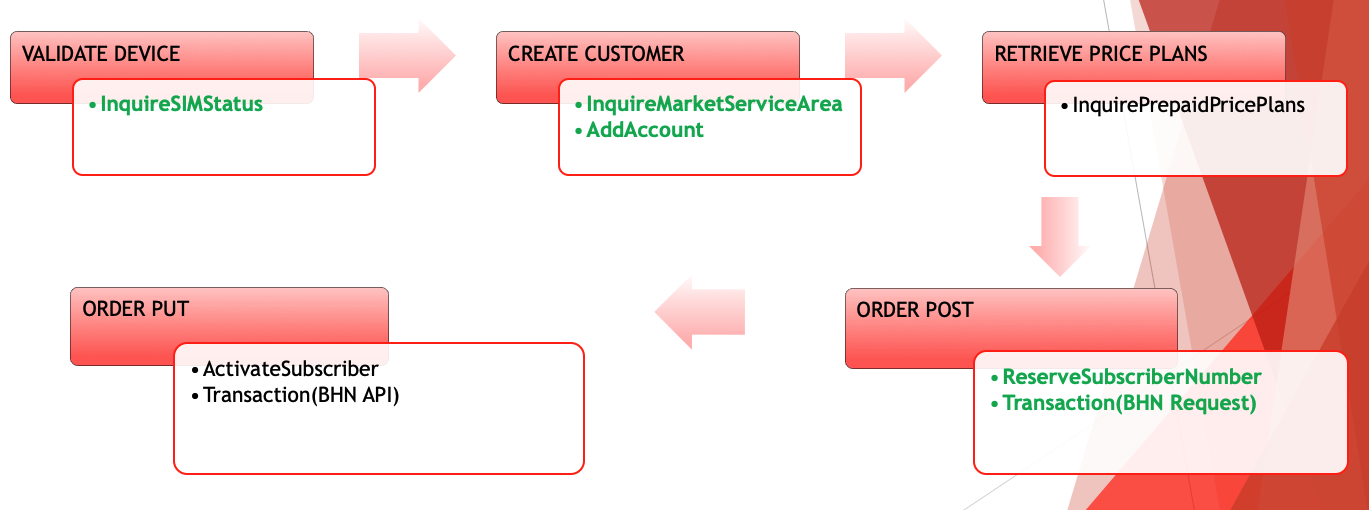 VALIDATE DEVICE
• InquireSIMStatus
CREATE CUSTOMER
• InquireMarketServiceArea
• AddAccount
RETRIEVE PRICE PLANS
• InquirePrepaidPricePlans
ORDER POST
• ReserveSubscriberNumber
• Transaction(BHN Request)
ORDER PUT
• ActivateSubscriber
• Transaction(BHN API)